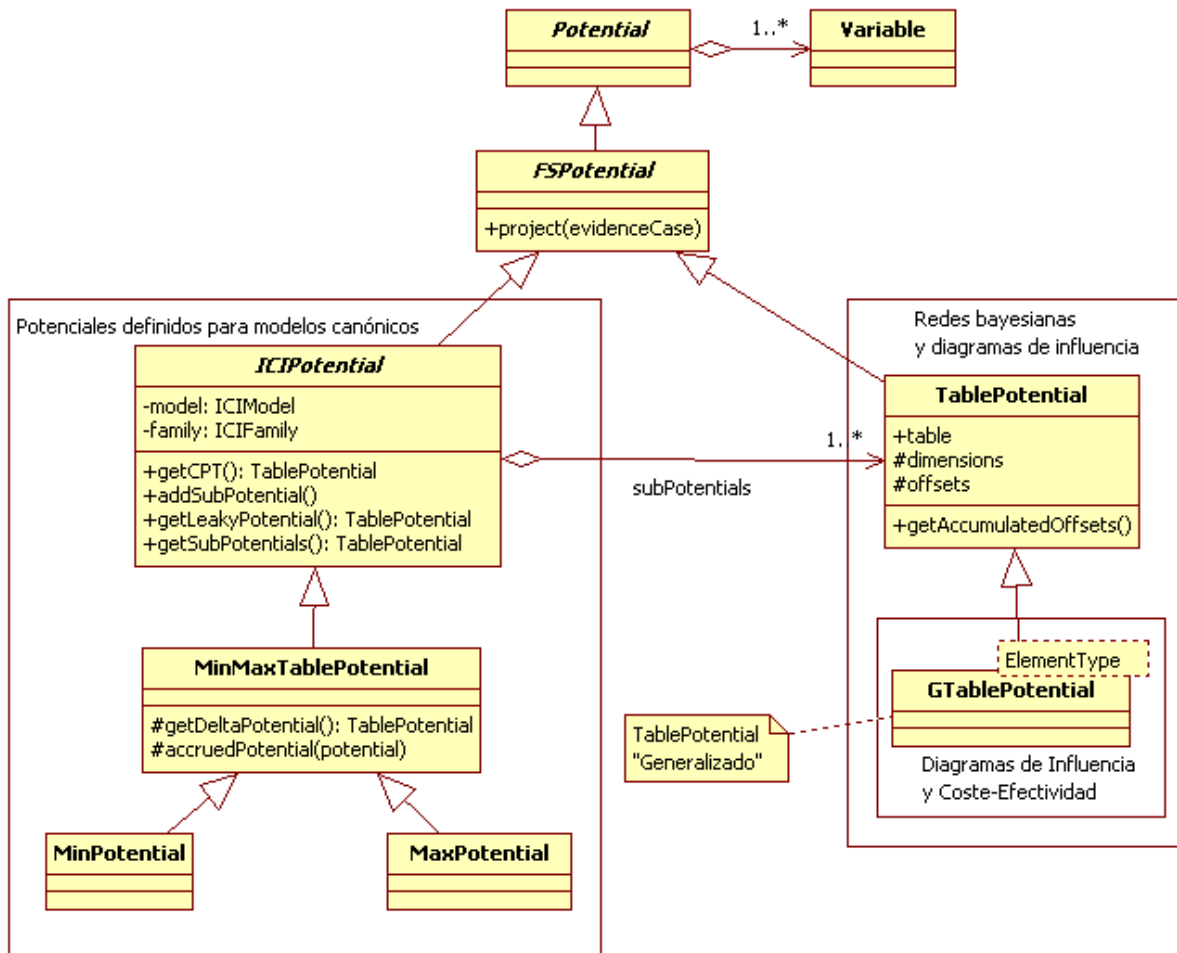 Potential
1..*
Variable
FSPotential
+project(evidenceCase)
Potenciales definidos para modelos canónicos
ICIPotential
-model: ICIModel
-family: ICIFamily
+getCPT(): TablePotential
+addSubPotential()
+getLeakyPotential(): TablePotential
+getSubPotentials(): TablePotential
1..*
subPotentials
Redes bayesianas
y diagramas de influencia
TablePotential
+table
#dimensions
#offsets
+getAccumulatedOffsets()
MinMaxTablePotential
#getDeltaPotential(): TablePotential
#accruedPotential(potential)
MinPotential
MaxPotential
TablePotential
"Generalizado"
ElementType
GTablePotential
Diagramas de Influencia
y Coste-Efectividad